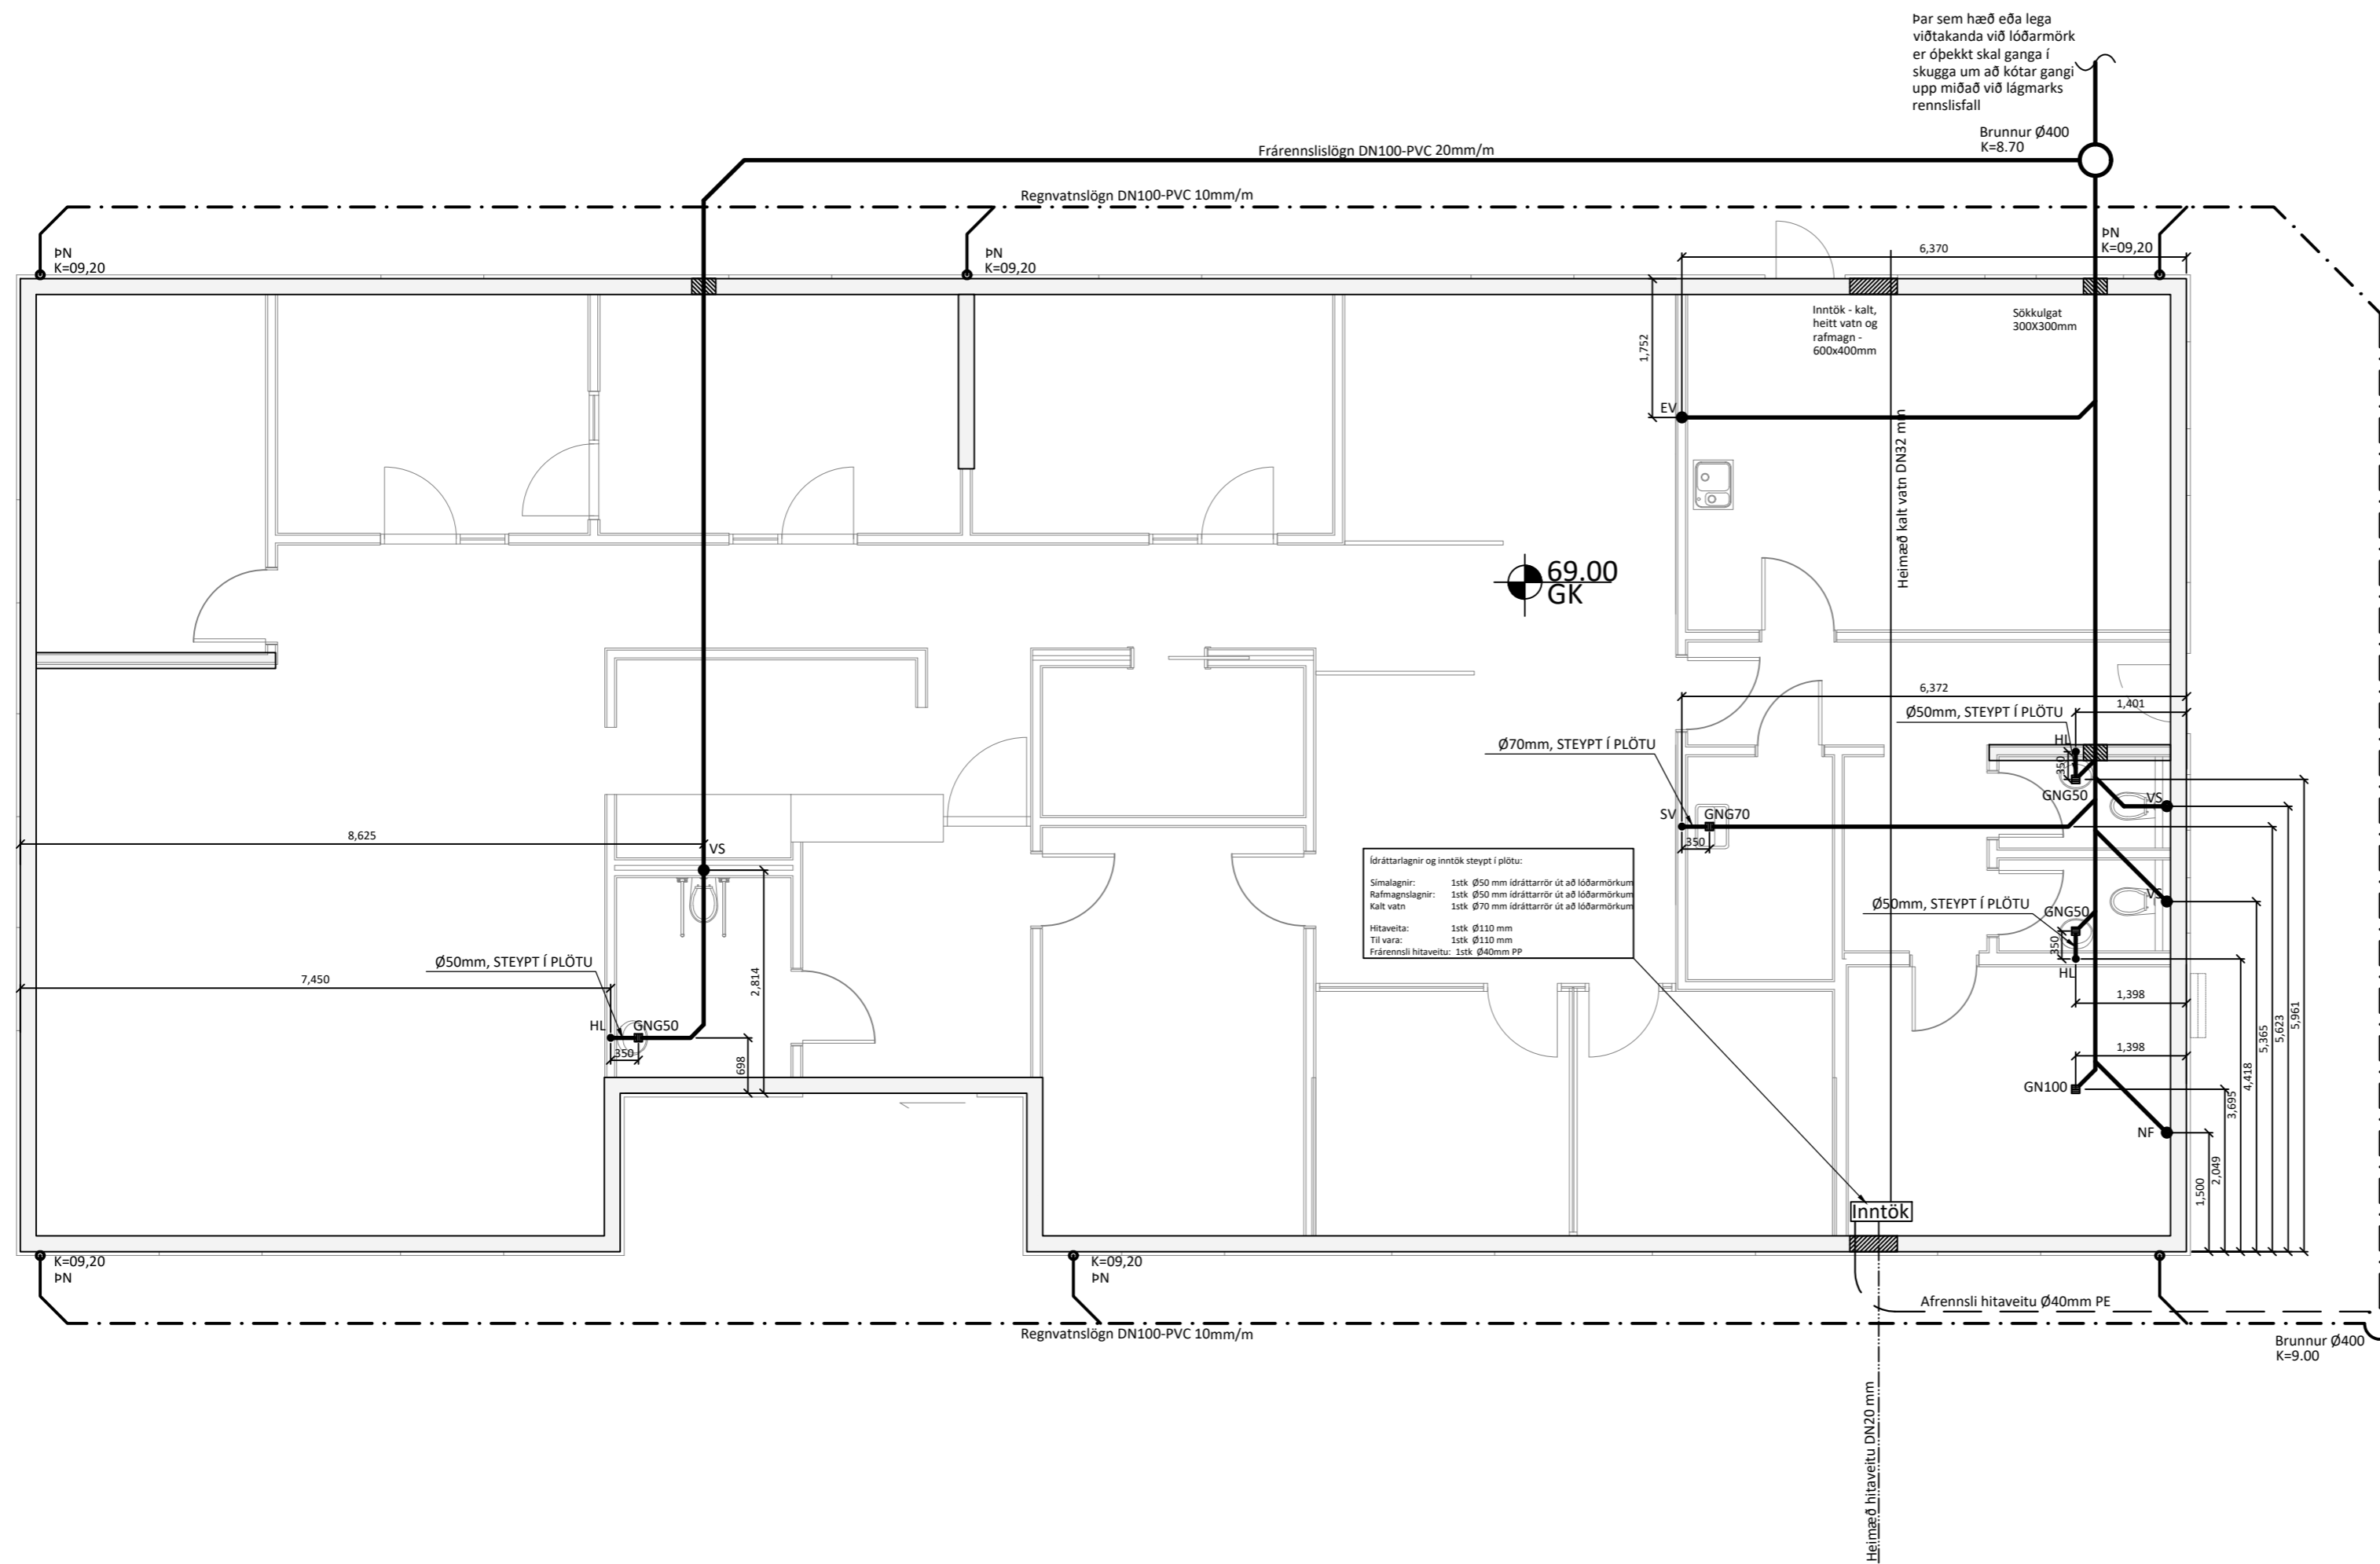 Þar sem hæð eða lega
viðtakanda við lóðarmörk
er óþekkt skal ganga í
skugga um að kótar gangi
upp miðað við lágmarks
rennslisfall
Brunnur Ø400
K=8.70
Frárennslislögn DN100-PVC 20mm/m
Regnvatnslögn DN100-PVC 10mm/m
ÞN
K=09,20
ÞN
K=09,20
ÞN
K=09,20
6,370
1,752
Inntök - kalt,
heitt vatn og
rafmagn -
600x400mm
Sökkulgat
300X300mm
EV
Heimæð kalt vatn DN32 mm
69.00
GK
6,372
1,401
Ø50mm, STEYPT Í PLÖTU
HL
350
GNG50
VS
Ø70mm, STEYPT Í PLÖTU
SV
GNG70
350
8,625
VS
Ídráttarlagnir og inntök steypt í plötu:
Símalagnir: 1stk Ø50 mm ídráttarrör út að lóðarmörkum
Rafmagnslagnir: 1stk Ø50 mm ídráttarrör út að lóðarmörkum
Kalt vatn 1stk Ø70 mm ídráttarrör út að lóðarmörkum
Hitaveita: 1stk Ø110 mm
Til vara: 1stk Ø110 mm
Frárennsli hitaveitu: 1stk Ø40mm PP
VS
Ø50mm, STEYPT Í PLÖTU
GNG50
350
HL
1,398
Ø50mm, STEYPT Í PLÖTU
7,450
2,814
HL
GNG50
350
698
1,398
GN100
NF
1,500
2,049
3,695
4,418
5,365
5,623
5,961
Inntök
K=09,20
ÞN
K=09,20
ÞN
Afrennsli hitaveitu Ø40mm PE
Regnvatnslögn DN100-PVC 10mm/m
Brunnur Ø400
K=9.00
Heimæð hitaveitu DN20 mm